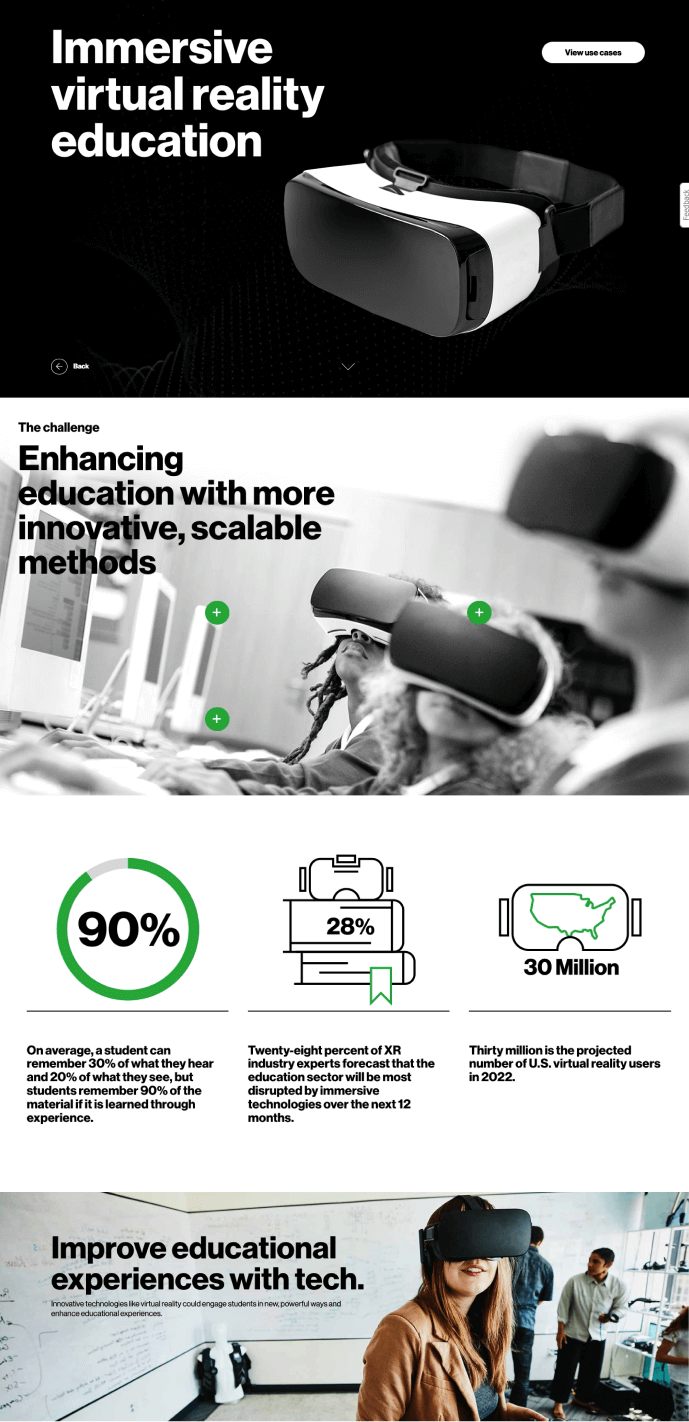 Immersive
virtual reality
education
View use cases
Feedback
Back
The challenge
Enhancing
education with more
innovative, scalable
methods
90%
28%
30 Million
On average, a student can
remember 30% of what they hear
and 20% of what they see, but
students remember 90% of the
material if it is learned through
experience.
Twenty-eight percent of XR
industry experts forecast that the
education sector will be most
disrupted by immersive
technologies over the next 12
months.
Thirty million is the projected
number of U.S. virtual reality users
in 2022.
Improve educational
experiences with tech.
Innovative technologies like virtual reality could engage students in new, powerful ways and
enhance educational experiences.